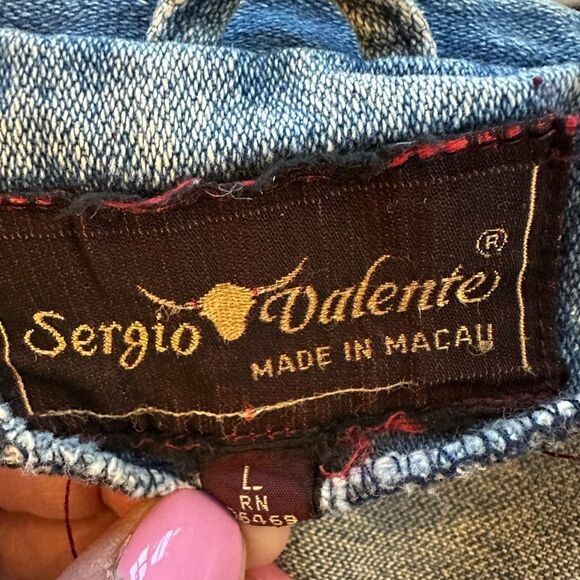 Sergio Valente ®
MADE IN MACAU
L
RN